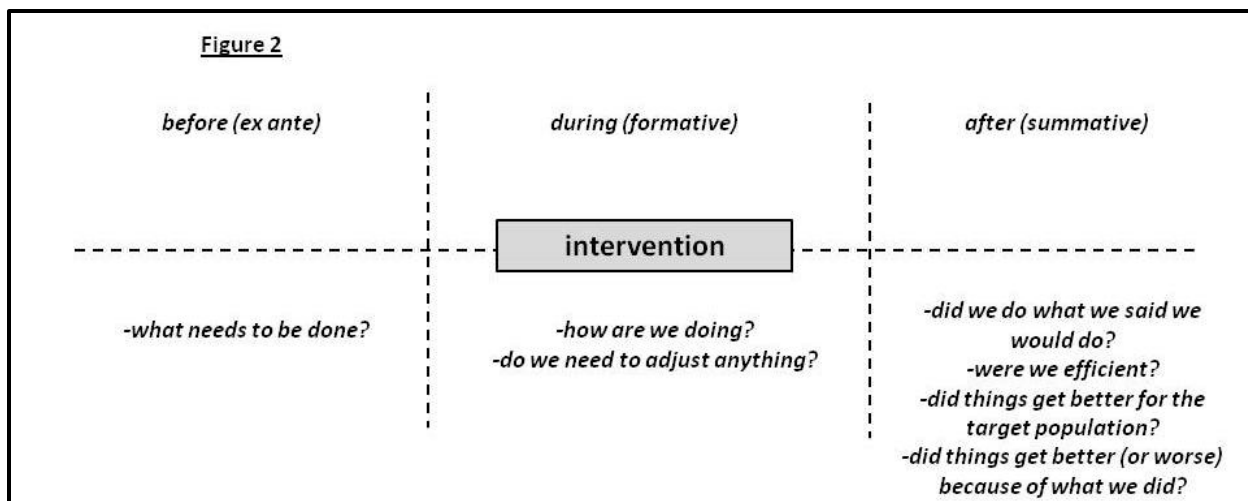 Figure 2
before (ex ante)
during (formative)
after (summative)
intervention
-what needs to be done?
-how are we doing?
-do we need to adjust anything?
-did we do what we said we
would do?
-were we efficient?
-did things get better for the
target population?
-did things get better (or worse)
because of what we did?